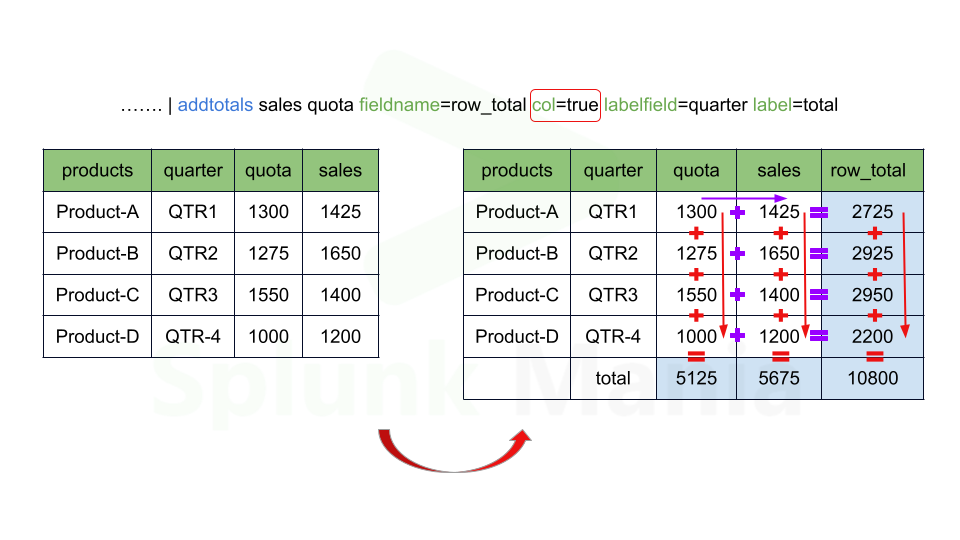 ....... | addtotals sales quota fieldname=row_total col=true labelfield=quarter label=total
products quarter quota sales
Product-A QTR1 1300 1425
Product-B QTR2 1275 1650
Product-C QTR3 1550 1400
Product-D QTR-4 1000 1200
products quarter quota sales row_total
Product-A QTR1 1300 + 1425 = 2725
+ + +
Product-B QTR2 1275 + 1650 = 2925
+ + +
Product-C QTR3 1550 + 1400 = 2950
+ + +
Product-D QTR-4 1000 + 1200 = 2200
= = =
total 5125 5675 10800
Splunk Mania